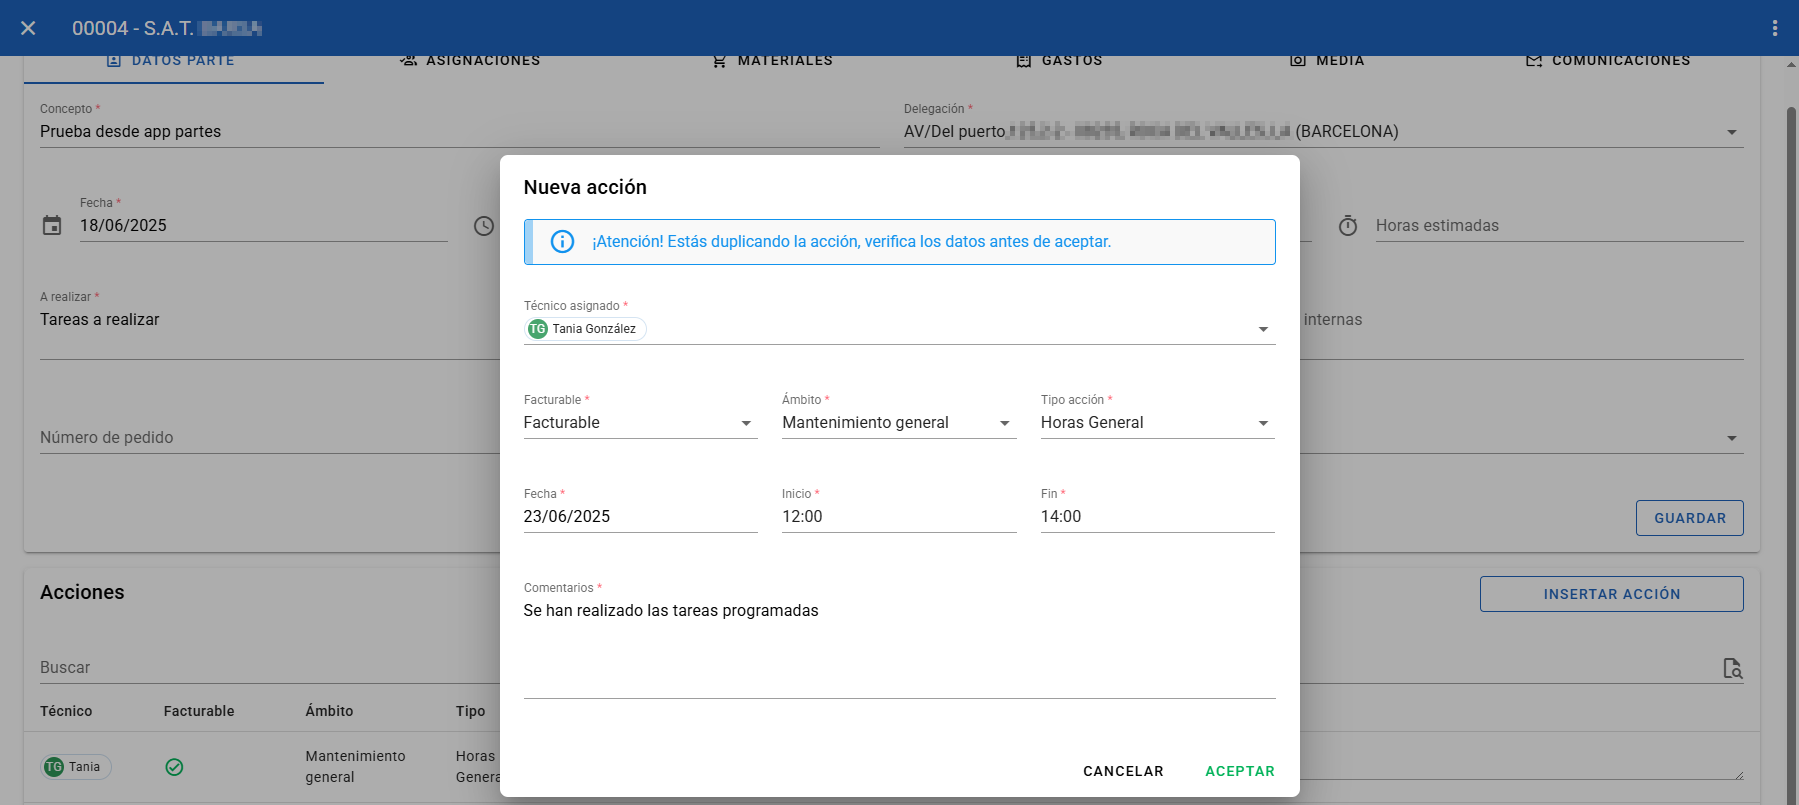 00004 - S.A.T.
DATOS PARTE
ASIGNACIONES
MATERIALES
GASTOS
MEDIA
COMUNICACIONES
Concepto *
Prueba desde app partes
Delegación *
AV/Del puerto (BARCELONA)
Fecha *
18/06/2025
Horas estimadas
A realizar *
Tareas a realizar
internas
Número de pedido
GUARDAR
Nueva acción
¡Atención! Estás duplicando la acción, verifica los datos antes de aceptar.
Técnico asignado *
TG Tania González
Facturable *
Facturable
Ámbito *
Mantenimiento general
Tipo acción *
Horas General
Fecha *
23/06/2025
Inicio *
12:00
Fin *
14:00
Comentarios *
Se han realizado las tareas programadas
CANCELAR
ACEPTAR
Acciones
INSERTAR ACCIÓN
Buscar
Técnico
Facturable
Ámbito
Tipo
TG Tania
Mantenimiento
general
Horas
Genera